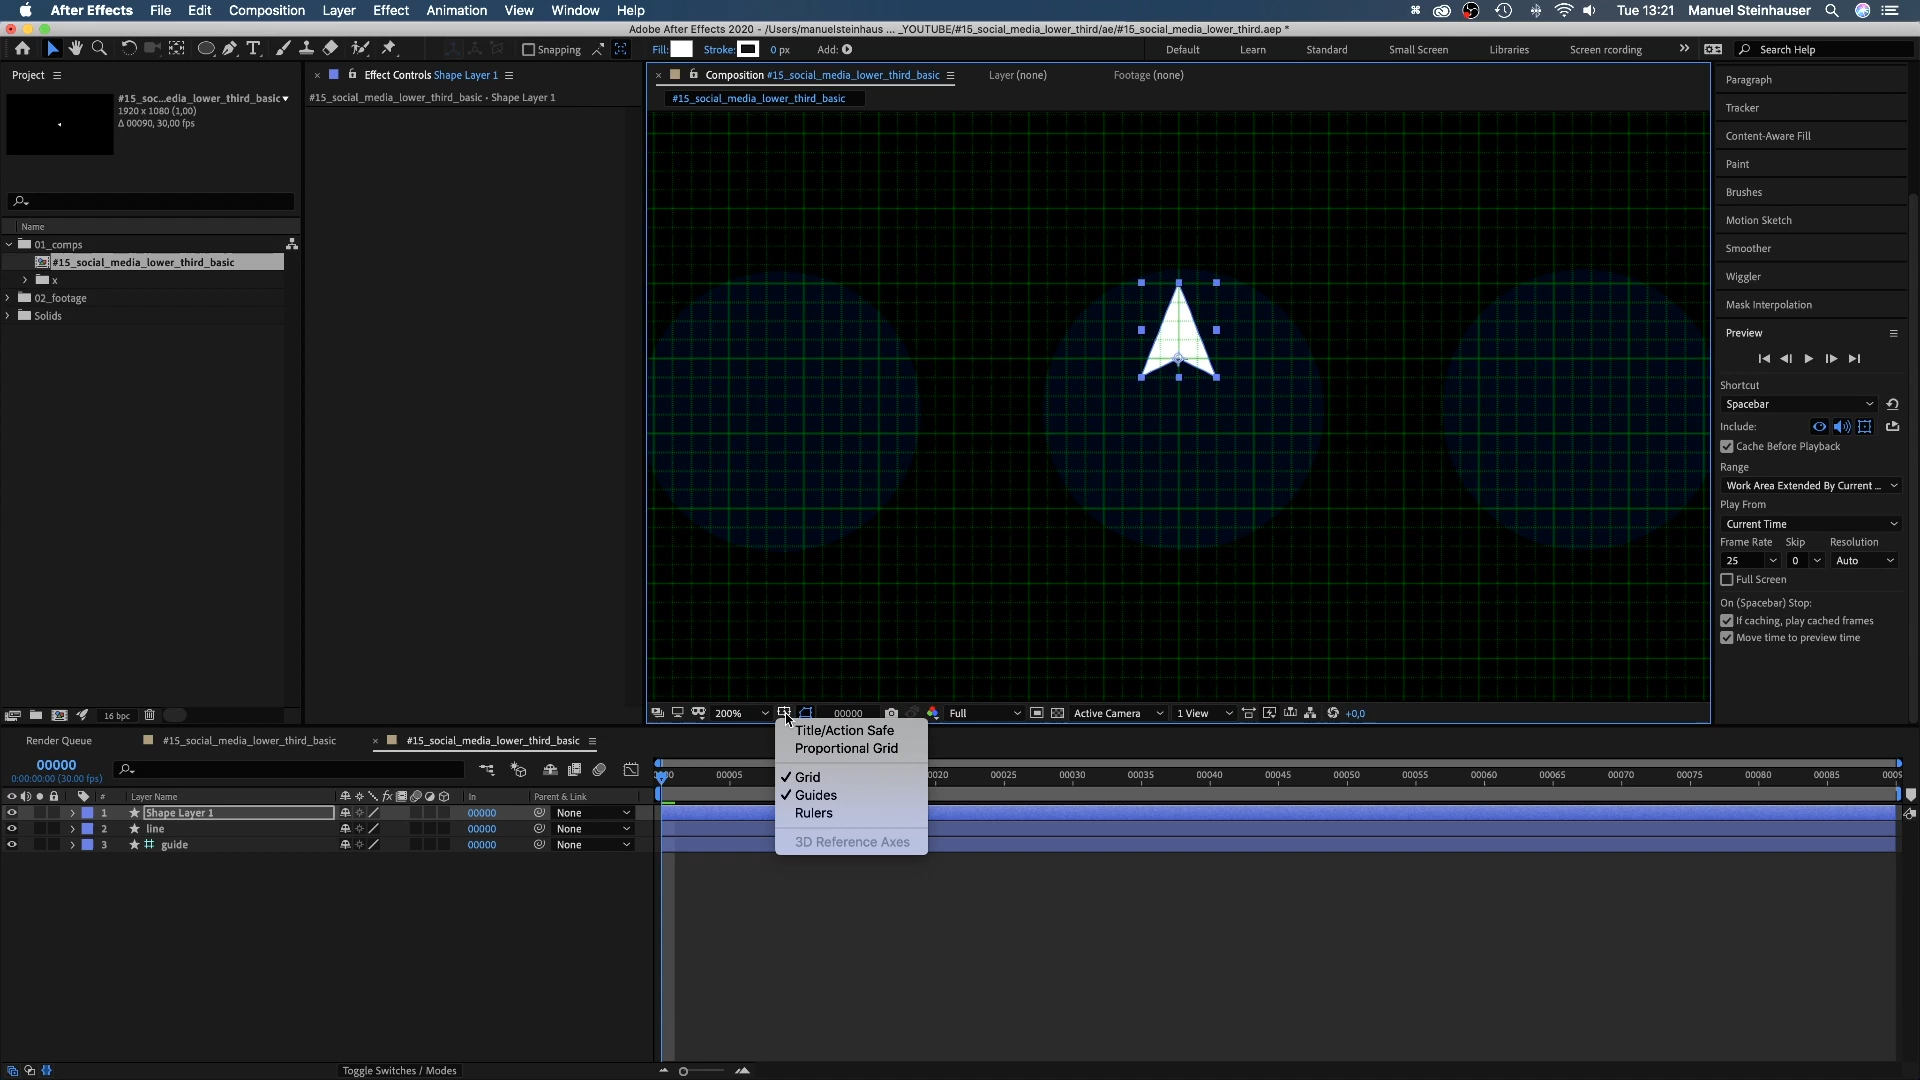 After Effects File Edit Composition Layer Effect Animation View Window Help Tue 13:21 Manuel Steinhauser
Adobe After Effects 2020 - /Users/manuelsteinhaus ... _YOUTUBE/#15_social_media_lower_third/ae/#15_social_media_lower_third.aep *
Snapping Fill: Stroke: 0 px Add: Default Learn Standard Small Screen Libraries Screen rcording Search Help
Project Effect Controls Shape Layer 1 Composition #15_social_media_lower_third_basic Layer (none) Footage (none)
#15_social_media_lower_third_basic • Shape Layer 1 #15_social_media_lower_third_basic
#15_soc...edia_lower_third_basic
1920 x 1080 (1,00)
Δ 00090, 30,00 fps
Name
01_comps
#15_social_media_lower_third_basic
x
02_footage
Solids
Paragraph
Tracker
Content-Aware Fill
Paint
Brushes
Motion Sketch
Smoother
Wiggler
Mask Interpolation
Preview
Shortcut
Spacebar
Include:
Cache Before Playback
Range
Work Area Extended By Current ...
Play From
Current Time
Frame Rate Skip Resolution
25 0 Auto
Full Screen
On (Spacebar) Stop:
If caching, play cached frames
Move time to preview time
16 bpc 200% 00000 Full Active Camera 1 View +0,0
Title/Action Safe
Proportional Grid
Grid
Guides
Rulers
3D Reference Axes
Render Queue #15_social_media_lower_third_basic #15_social_media_lower_third_basic
00000
0:00:00:00 (30.00 fps)
00005 0020 00025 00030 00035 00040 00045 00050 00055 00060 00065 00070 00075 00080 00085 0009
# Layer Name fx In Parent & Link
1 Shape Layer 1 00000 None
2 line 00000 None
3 guide 00000 None
Toggle Switches / Modes